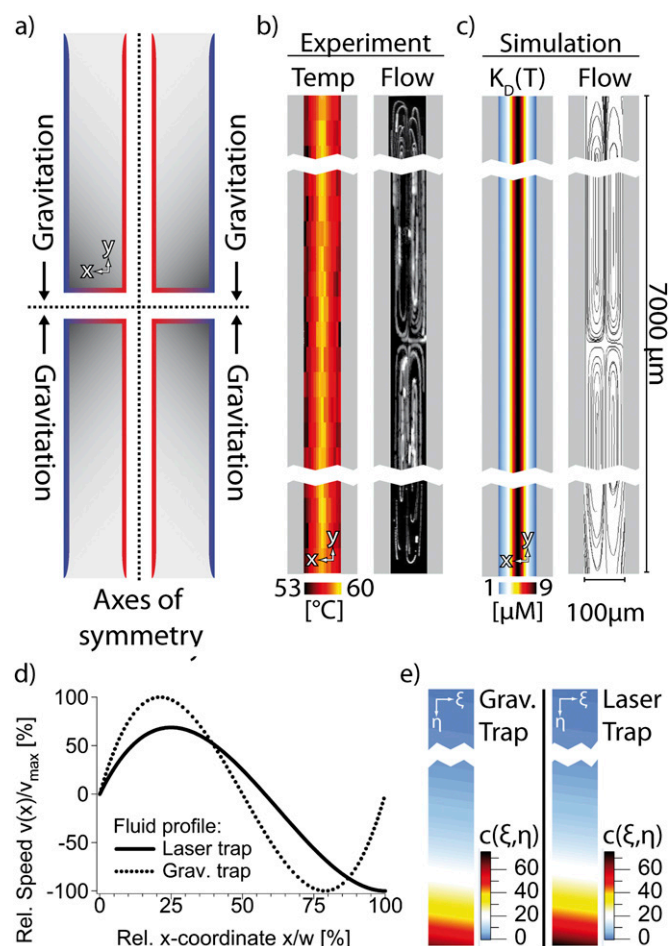 a)
Gravitation
Gravitation
Gravitation
Gravitation
x
y
Axes of
symmetry
b)
Experiment
Temp
Flow
x
y
53
60
[°C]
c)
Simulation
K_D(T)
Flow
x
y
1
9
[µM]
7000 µm
100µm
d)
Rel. Speed v(x)/v_max [%]
100
50
0
-50
-100
Fluid profile:
Laser trap
Grav. trap
0
25
50
75
100
Rel. x-coordinate x/w [%]
e)
ξ
η
Grav.
Trap
c(ξ,η)
60
40
20
0
ξ
η
Laser
Trap
c(ξ,η)
60
40
20
0